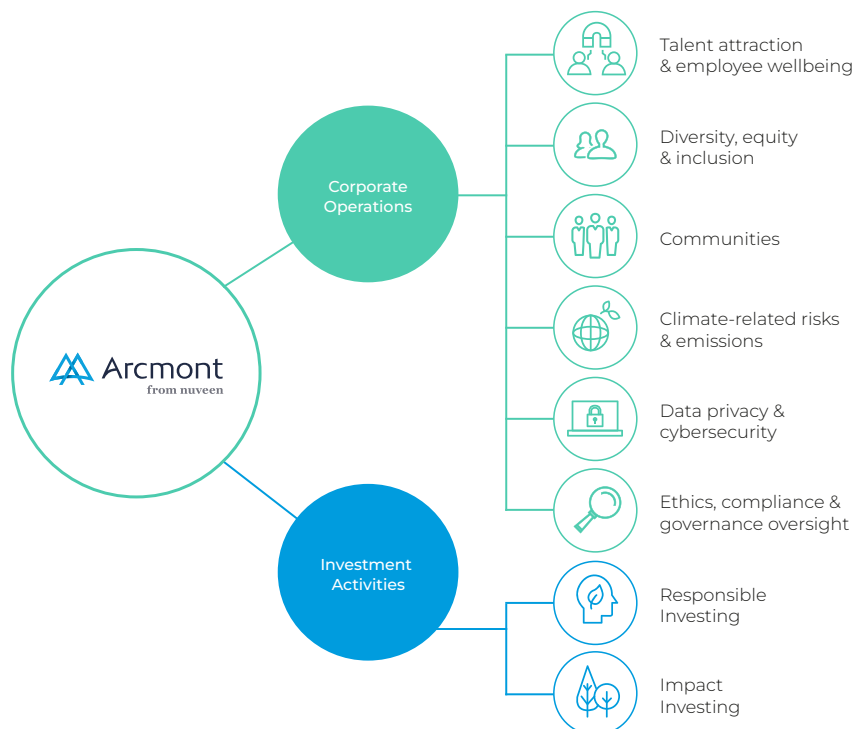 Talent attraction
& employee wellbeing
Diversity, equity
& inclusion
Corporate
Operations
Communities
Climate-related risks
& emissions
Arcmont
from nuveen
Data privacy &
cybersecurity
Ethics, compliance &
governance oversight
Investment
Activities
Responsible
Investing
Impact
Investing